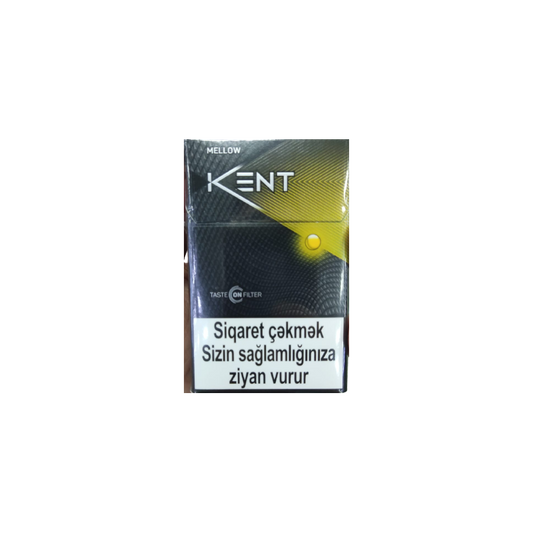 MELLOW
KENT
TASTE ON FILTER
Siqaret çəkmək
Sizin sağlamlığınıza
ziyan vurur